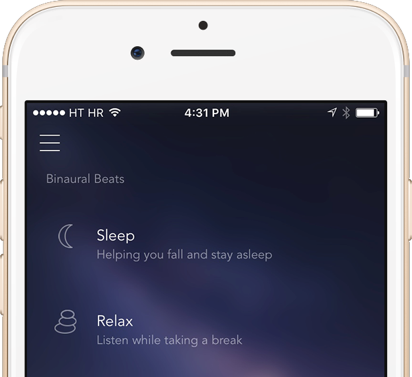 HT HR 4:31 PM
Binaural Beats
Sleep
Helping you fall and stay asleep
Relax
Listen while taking a break